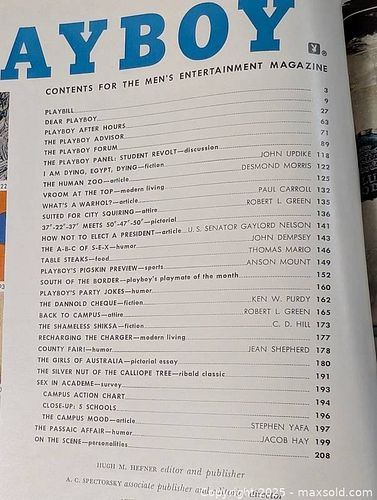 AYBOY
CONTENTS FOR THE MEN'S ENTERTAINMENT MAGAZINE
PLAYBILL 3
DEAR PLAYBOY 9
PLAYBOY AFTER HOURS 27
THE PLAYBOY ADVISOR 63
THE PLAYBOY FORUM 71
THE PLAYBOY PANEL: STUDENT REVOLT—discussion 89
I AM DYING, EGYPT, DYING—fiction JOHN UPDIKE 118
THE HUMAN ZOO—article DESMOND MORRIS 122
VROOM AT THE TOP—modern living 125
WHAT'S A WARHOL?—article PAUL CARROLL 132
SUITED FOR CITY SQUIRING—attire ROBERT L. GREEN 135
37"-22"-37" MEETS 50"-47"-50"—pictorial 136
HOW NOT TO ELECT A PRESIDENT—article U.S. SENATOR GAYLORD NELSON 141
THE A-B-C OF S-E-X—humor JOHN DEMPSEY 143
TABLE STEAKS—food THOMAS MARIO 146
PLAYBOY'S PIGSKIN PREVIEW—sports ANSON MOUNT 149
SOUTH OF THE BORDER—playboy's playmate of the month 152
PLAYBOY'S PARTY JOKES—humor 160
THE DANNOLD CHEQUE—fiction KEN W. PURDY 162
BACK TO CAMPUS—attire ROBERT L. GREEN 165
THE SHAMELESS SHIKSA—fiction C. D. HILL 173
RECHARGING THE CHARGER—modern living 177
COUNTY FAIR!—humor JEAN SHEPHERD 178
THE GIRLS OF AUSTRALIA—pictorial essay 180
THE SILVER NUT OF THE CALLIOPE TREE—ribald classic 191
SEX IN ACADEME—survey 193
CAMPUS ACTION CHART 194
CLOSE-UP: 5 SCHOOLS 196
THE CAMPUS MOOD—article STEPHEN YAFA 197
THE PASSAIC AFFAIR—humor JACOB HAY 199
ON THE SCENE—personalities 208
HUGH M. HEFNER editor and publisher
A. C. SPECTORSKY associate publisher and editorial director
Copyright 2025 - maxsold.com